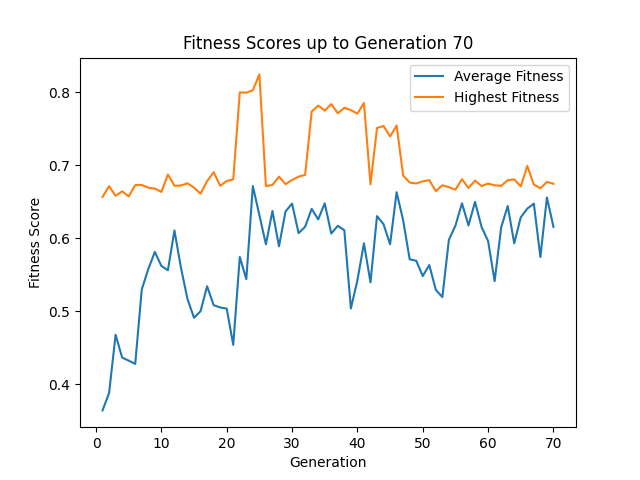 Fitness Scores up to Generation 70
Average Fitness
Highest Fitness
0.8
0.7
0.6
0.5
0.4
Fitness Score
0 10 20 30 40 50 60 70
Generation